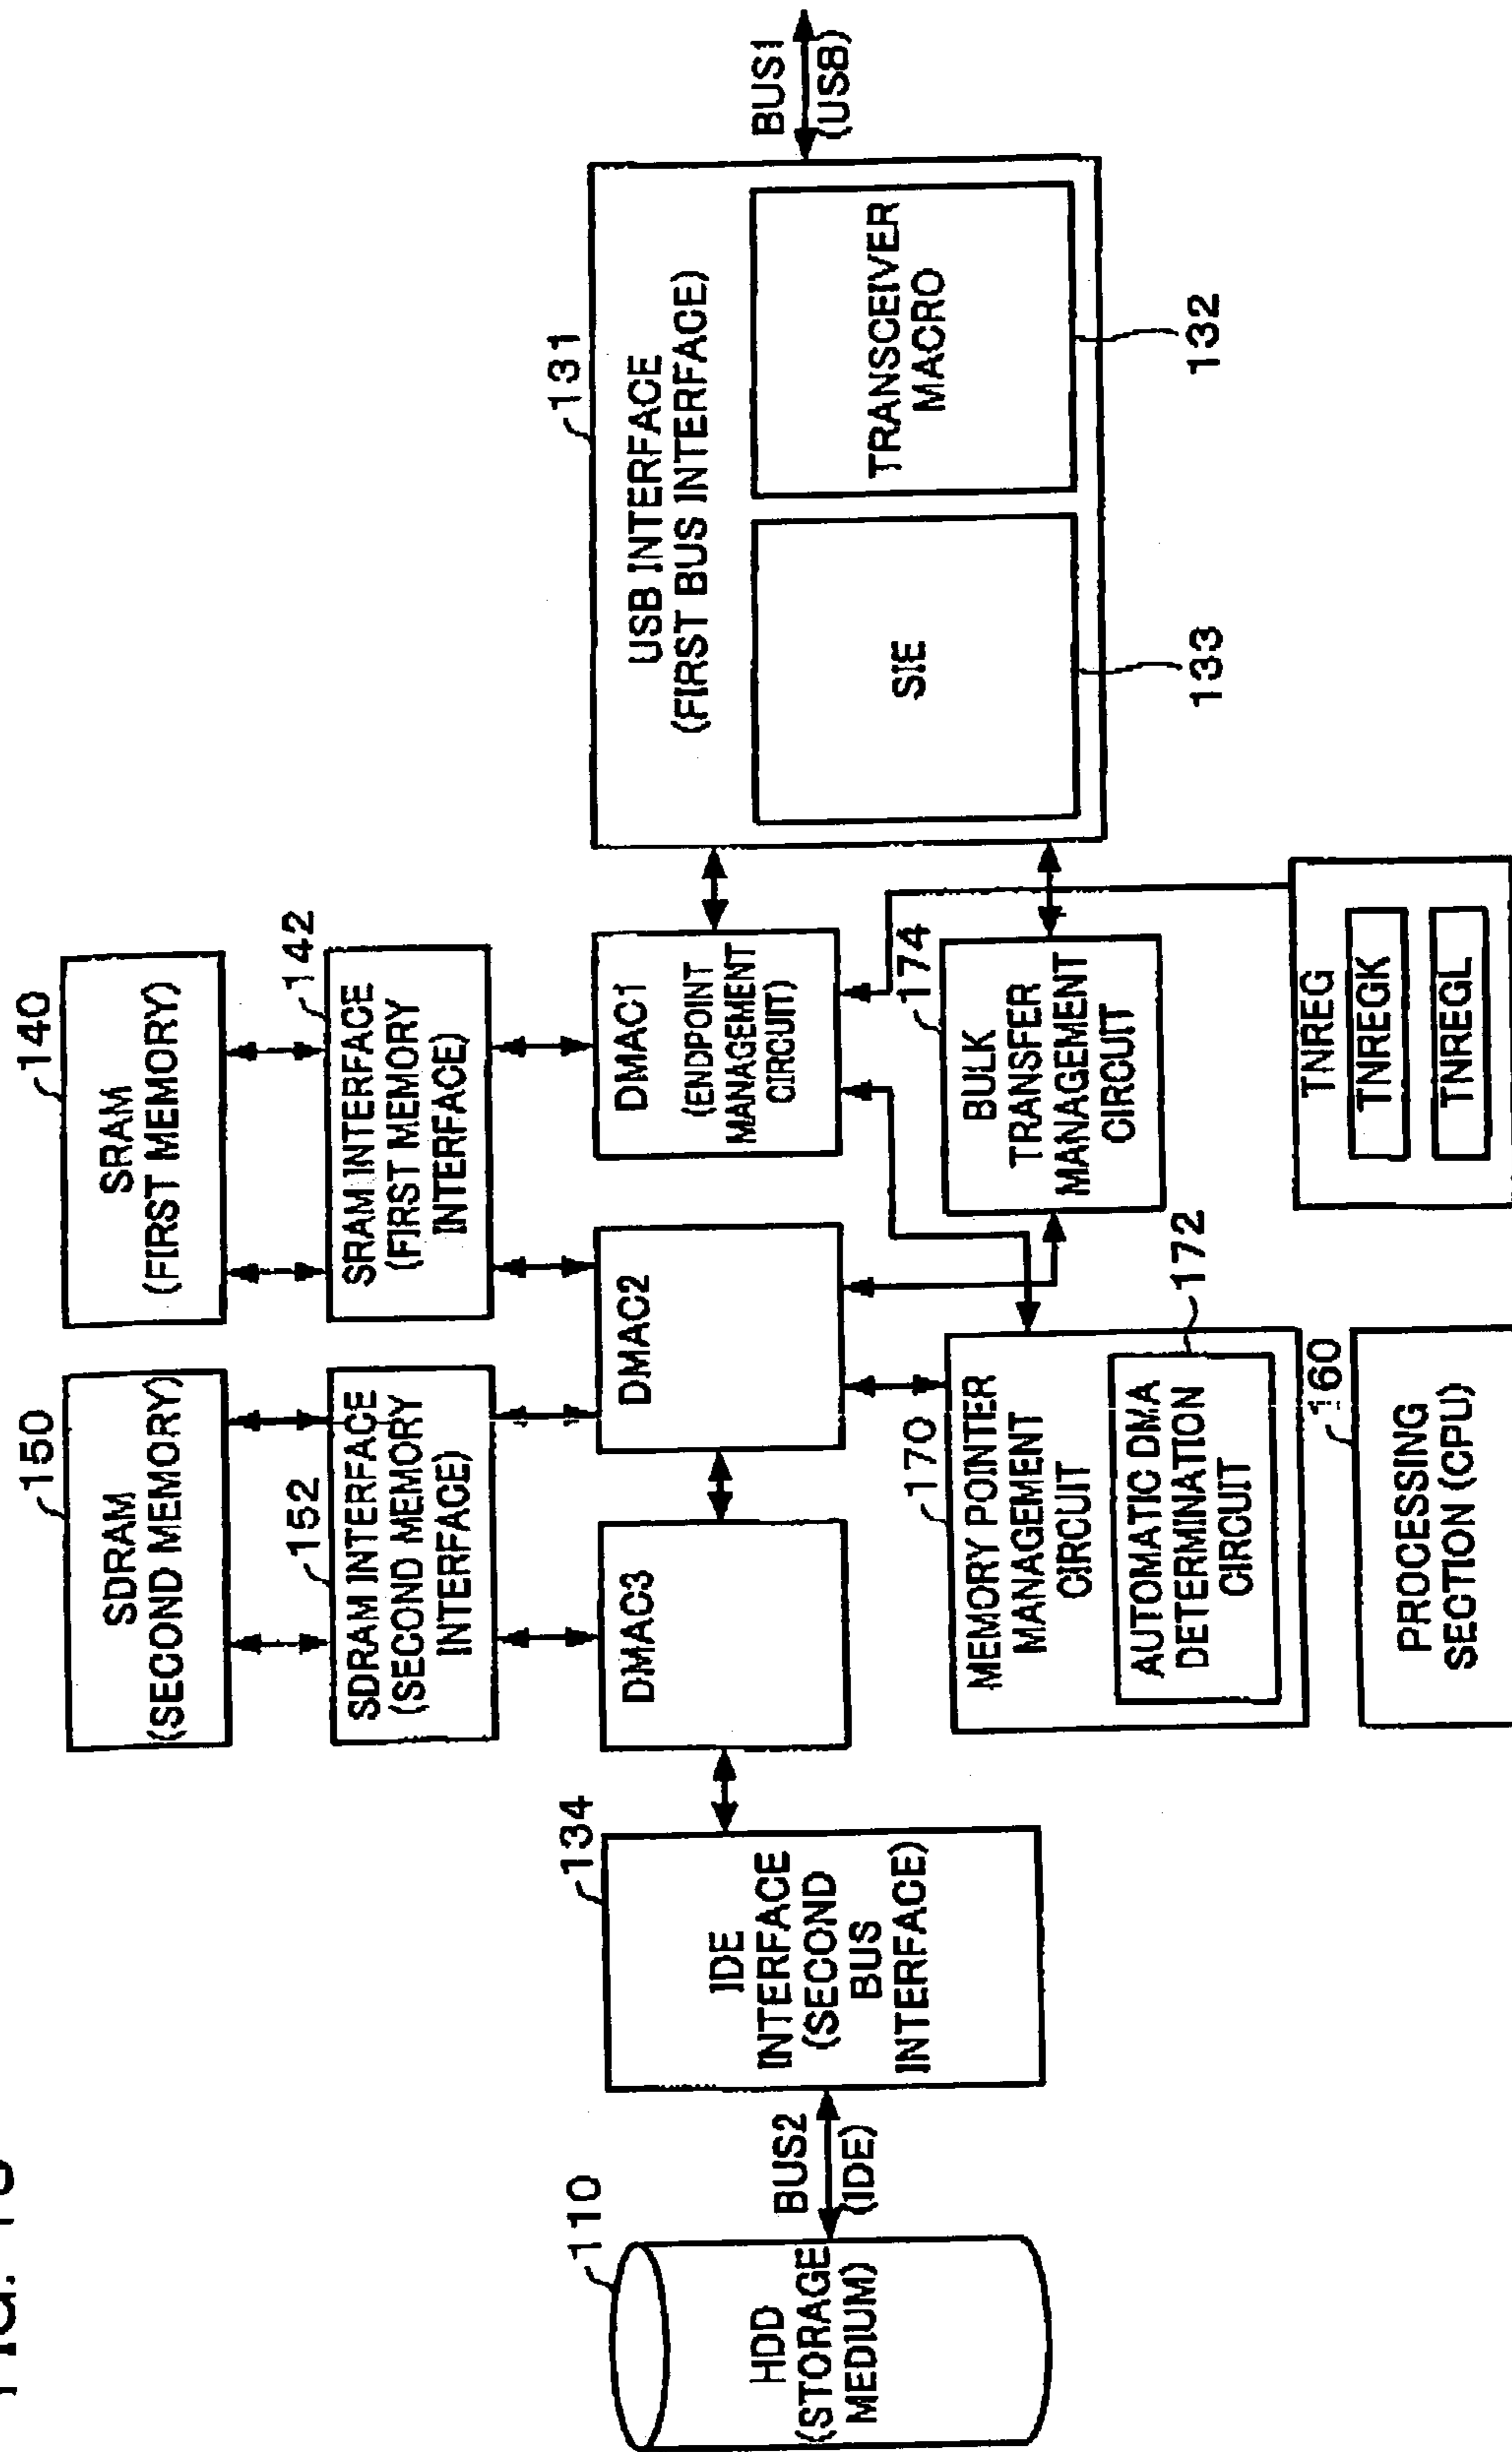 140
SRAM
(FIRST MEMORY)
150
SDRAM
(SECOND MEMORY)
142
SRAM INTERFACE
(FIRST MEMORY
INTERFACE)
152
SDRAM INTERFACE
(SECOND MEMORY
INTERFACE)
110
HDD
(STORAGE
MEDIUM)
BUS2
(IDE)
134
IDE
INTERFACE
(SECOND
BUS
INTERFACE)
DMAC3
DMAC2
DMAC1
(ENDPOINT
MANAGEMENT
CIRCUIT)
131
USB INTERFACE
(FIRST BUS INTERFACE)
SIE
133
TRANSCEIVER
MACRO
132
BUS1
(USB)
170
MEMORY POINTER
MANAGEMENT
CIRCUIT
AUTOMATIC DMA
DETERMINATION
CIRCUIT
172
174
BULK
TRANSFER
MANAGEMENT
CIRCUIT
160
PROCESSING
SECTION (CPU)
TNREG
TNREGK
TNREGL